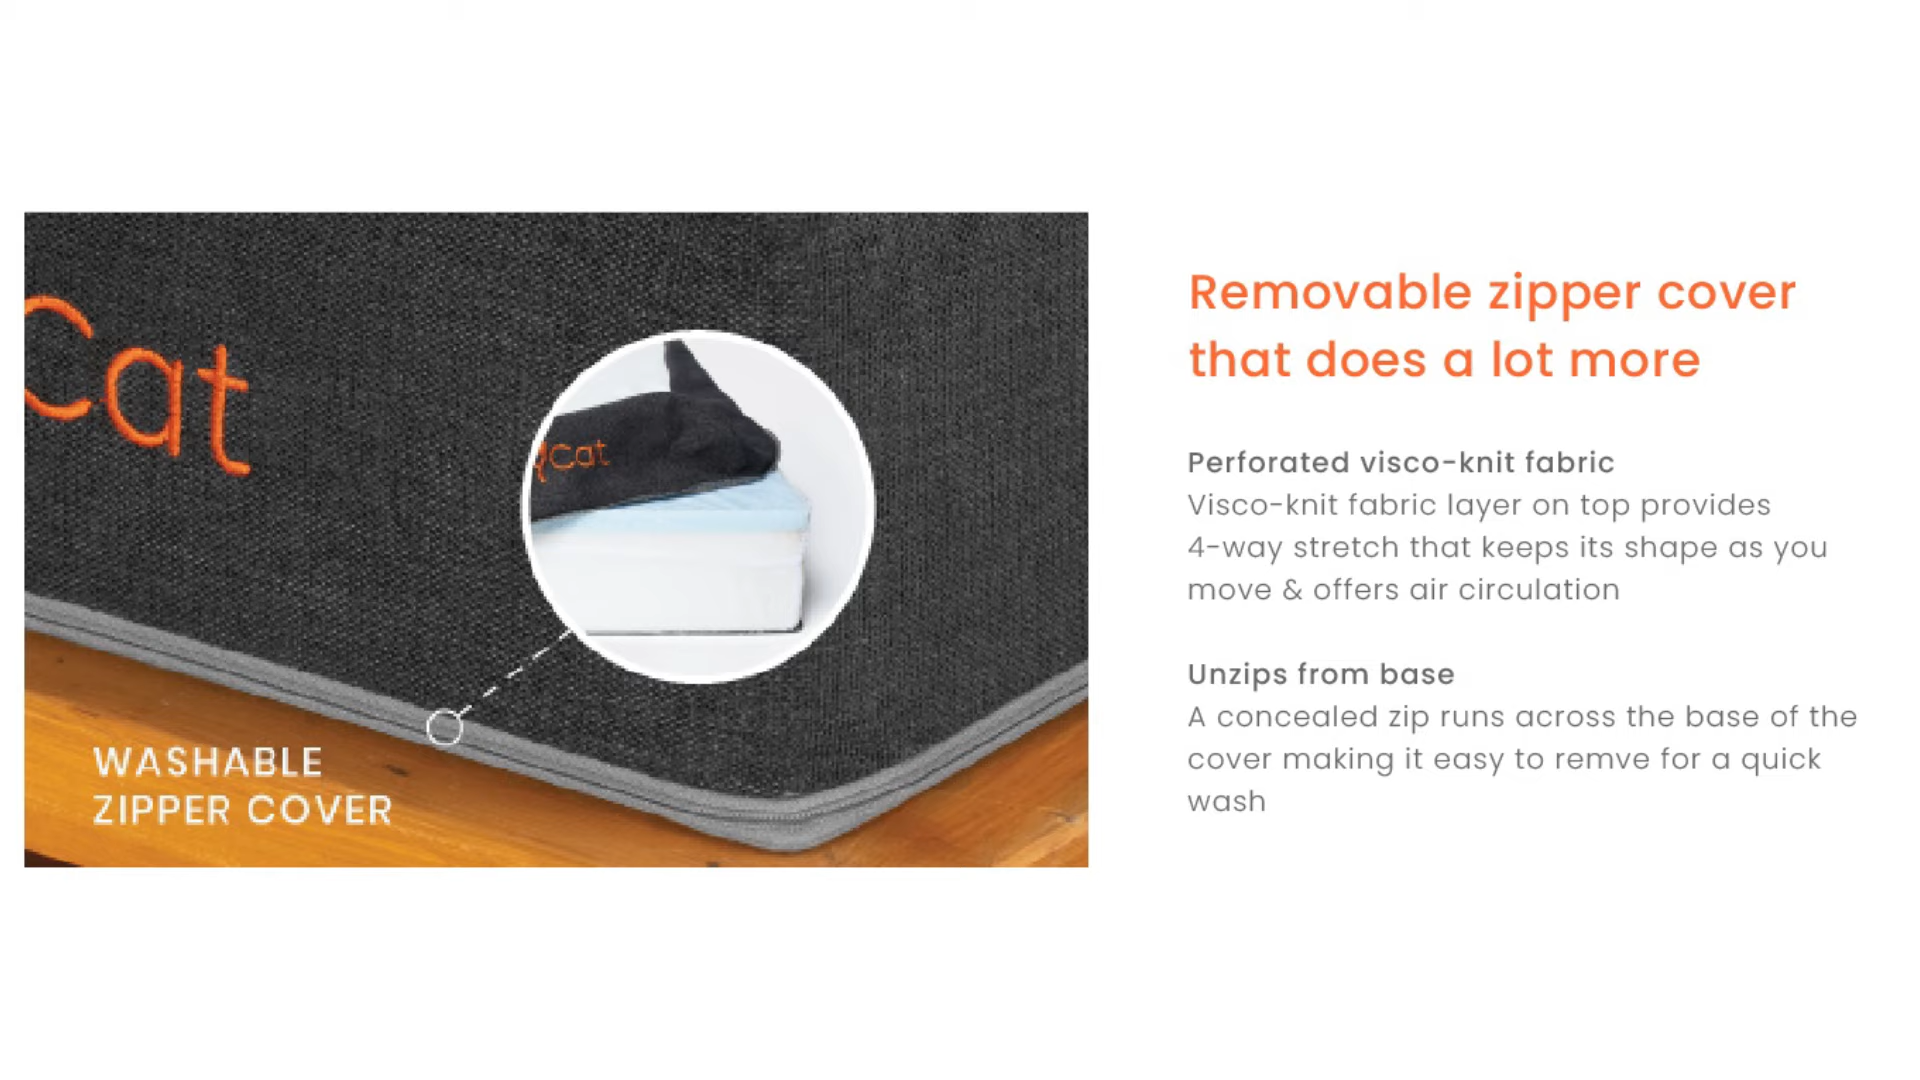 Cat
Cat
WASHABLE
ZIPPER COVER
Removable zipper cover
that does a lot more
Perforated visco-knit fabric
Visco-knit fabric layer on top provides
4-way stretch that keeps its shape as you
move & offers air circulation
Unzips from base
A concealed zip runs across the base of the
cover making it easy to remve for a quick
wash